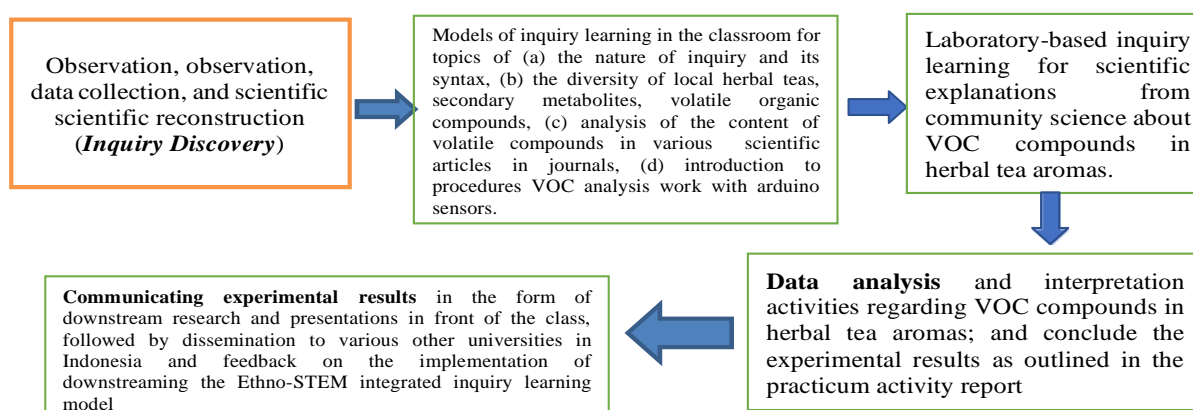 Observation, observation,
data collection, and scientific
scientific reconstruction
(Inquiry Discovery)
Models of inquiry learning in the classroom for
topics of (a) the nature of inquiry and its
syntax, (b) the diversity of local herbal teas,
secondary metabolites, volatile organic
compounds, (c) analysis of the content of
volatile compounds in various scientific
articles in journals, (d) introduction to
procedures VOC analysis work with arduino
sensors.
Laboratory-based inquiry
learning for scientific
explanations from
community science about
VOC compounds in
herbal tea aromas.
Data analysis and interpretation
activities regarding VOC compounds in
herbal tea aromas; and conclude the
experimental results as outlined in the
practicum activity report
Communicating experimental results in the form of
downstream research and presentations in front of the class,
followed by dissemination to various other universities in
Indonesia and feedback on the implementation of
downstreaming the Ethno-STEM integrated inquiry learning
model